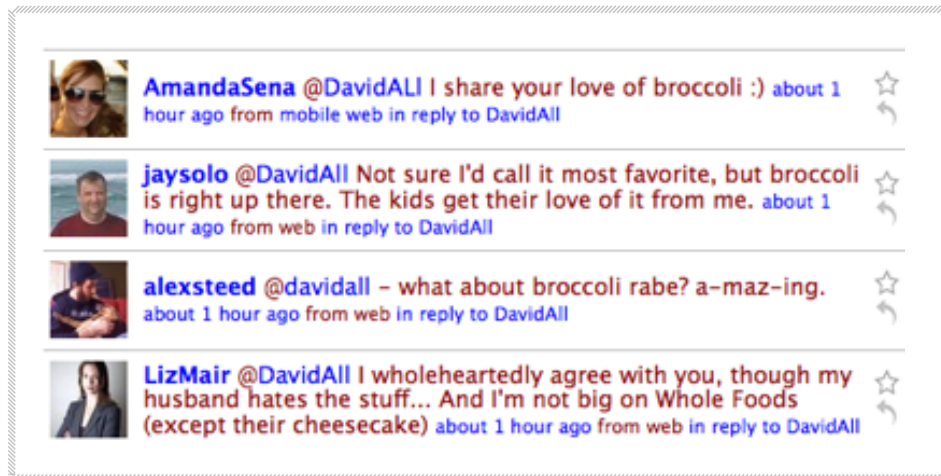 AmandaSena @DavidALl I share your love of broccoli :) about 1
hour ago from mobile web in reply to DavidAll
jaysolo @DavidAll Not sure I'd call it most favorite, but broccoli
is right up there. The kids get their love of it from me. about 1
hour ago from web in reply to DavidAll
alexsteed @davidall – what about broccoli rabe? a-maz-ing.
about 1 hour ago from web in reply to DavidAll
LizMair @DavidAll I wholeheartedly agree with you, though my
husband hates the stuff... And I'm not big on Whole Foods
(except their cheesecake) about 1 hour ago from web in reply to DavidAll